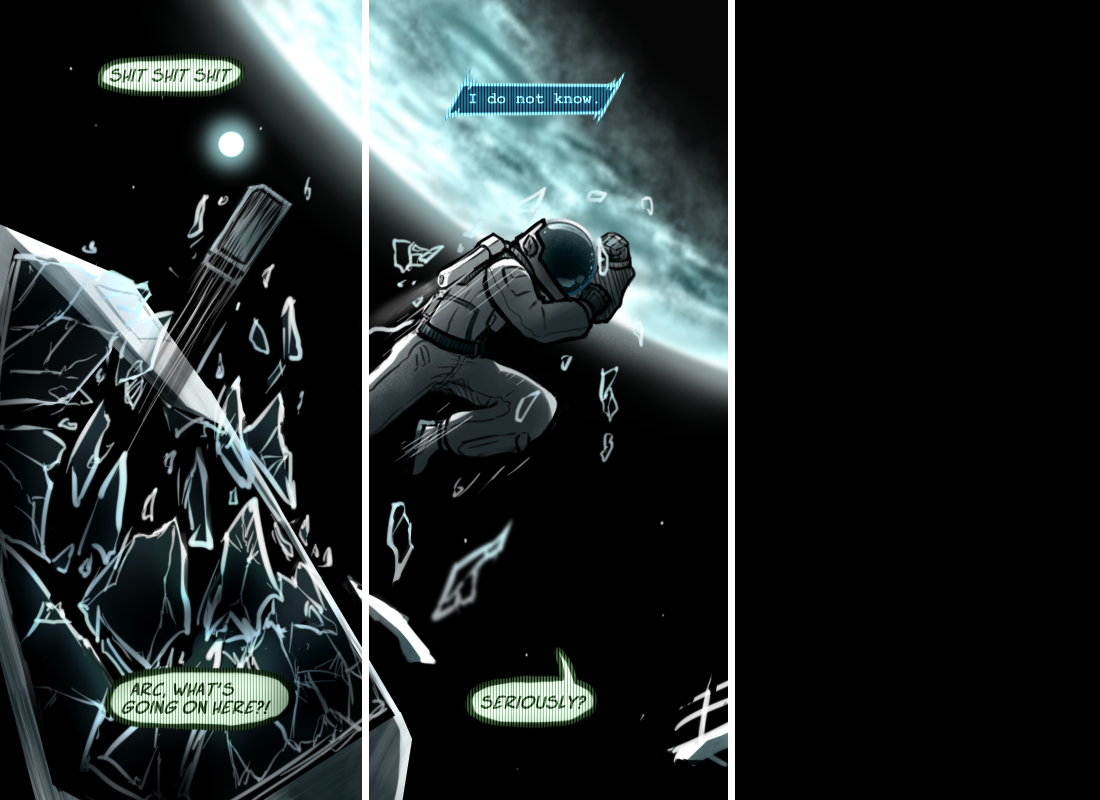 SHIT SHIT SHIT
ARC, WHAT'S
GOING ON HERE?!
I do not know.
SERIOUSLY?